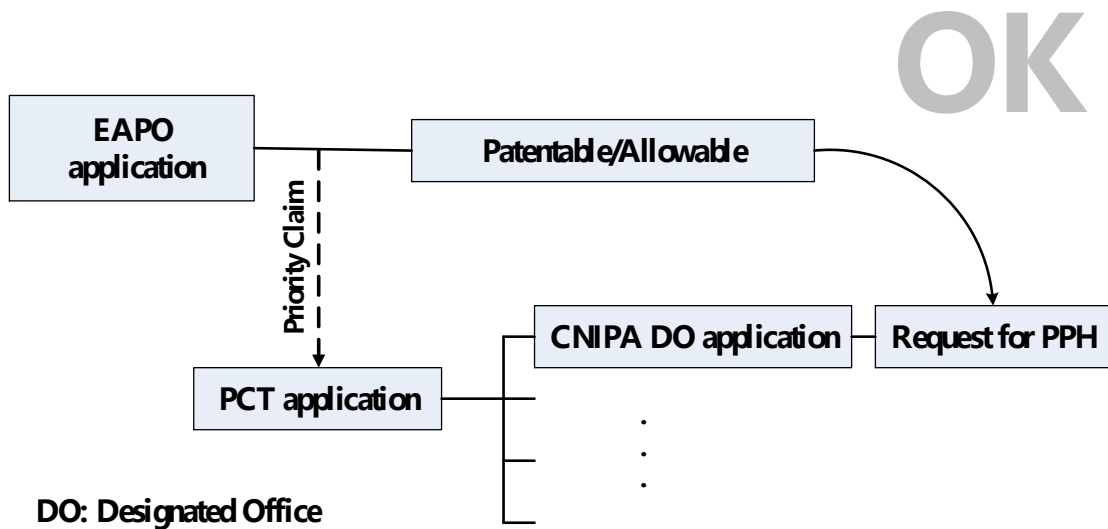 OK
EAPO
application
Patentable/Allowable
Priority Claim
CNIPA DO application
Request for PPH
PCT application
.
.
.
DO: Designated Office